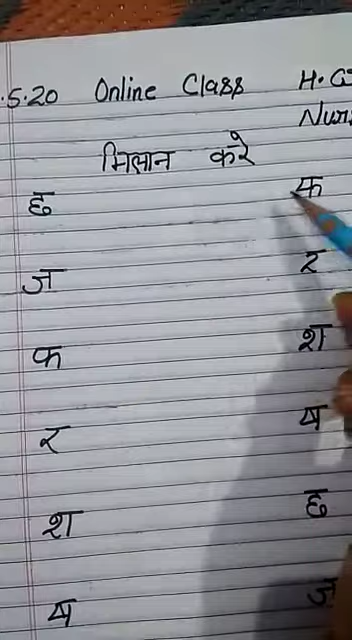 .5.20 Online Class
मिलान करे
छ फ
ज र
फ श
र ष
श छ
ष ज